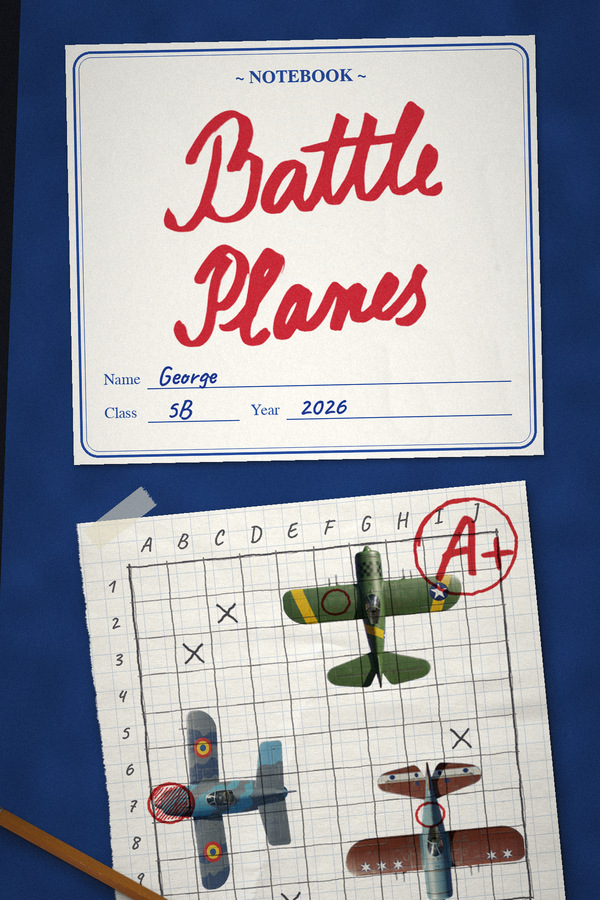 ~ NOTEBOOK ~
Battle
Planes
Name George
Class 5B Year 2026
A+
A B C D E F G H I J
1
2
3
4
5
6
7
8
9